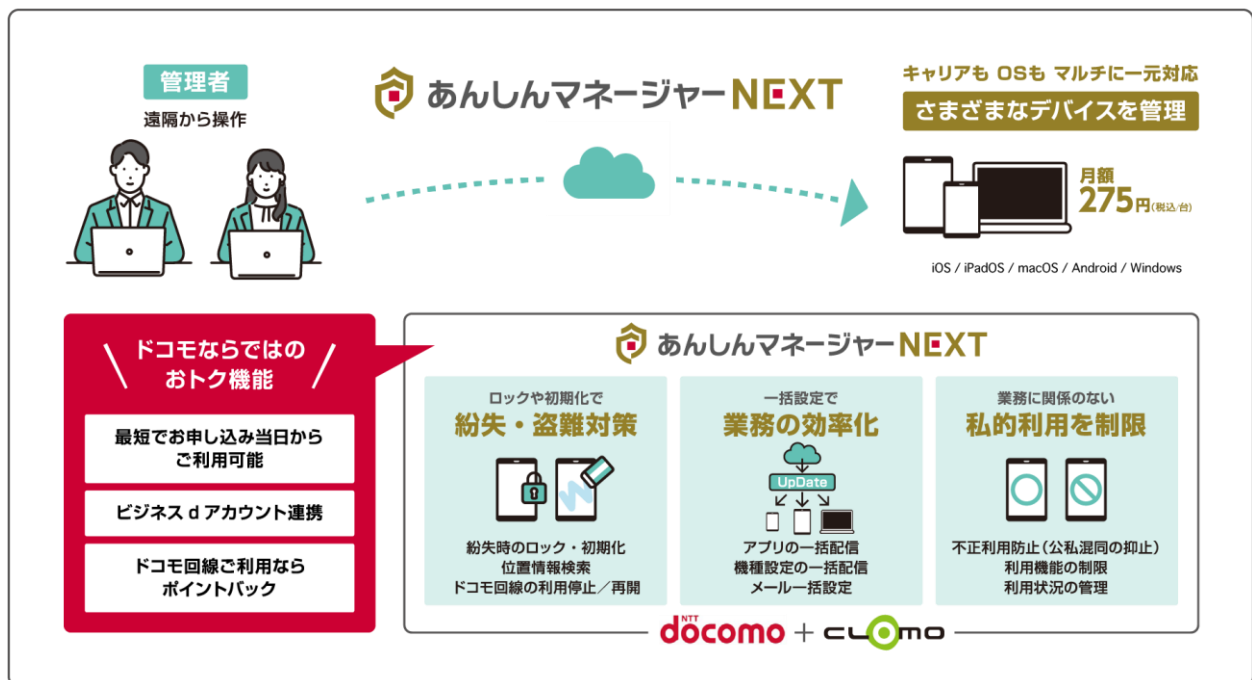 管理者
遠隔から操作
あんしんマネージャーNEXT
キャリアも OSも マルチに一元対応
さまざまなデバイスを管理
月額
275円(税込/台)
iOS / iPadOS / macOS / Android / Windows
ドコモならではの
おトク機能
最短でお申し込み当日から
ご利用可能
ビジネス d アカウント連携
ドコモ回線ご利用なら
ポイントバック
あんしんマネージャーNEXT
ロックや初期化で
紛失・盗難対策
紛失時のロック・初期化
位置情報検索
ドコモ回線の利用停止／再開
一括設定で
業務の効率化
UpDate
アプリの一括配信
機種設定の一括配信
メール一括設定
業務に関係のない
私的利用を制限
不正利用防止（公私混同の抑止）
利用機能の制限
利用状況の管理
NTT
döcomo + CLOMO